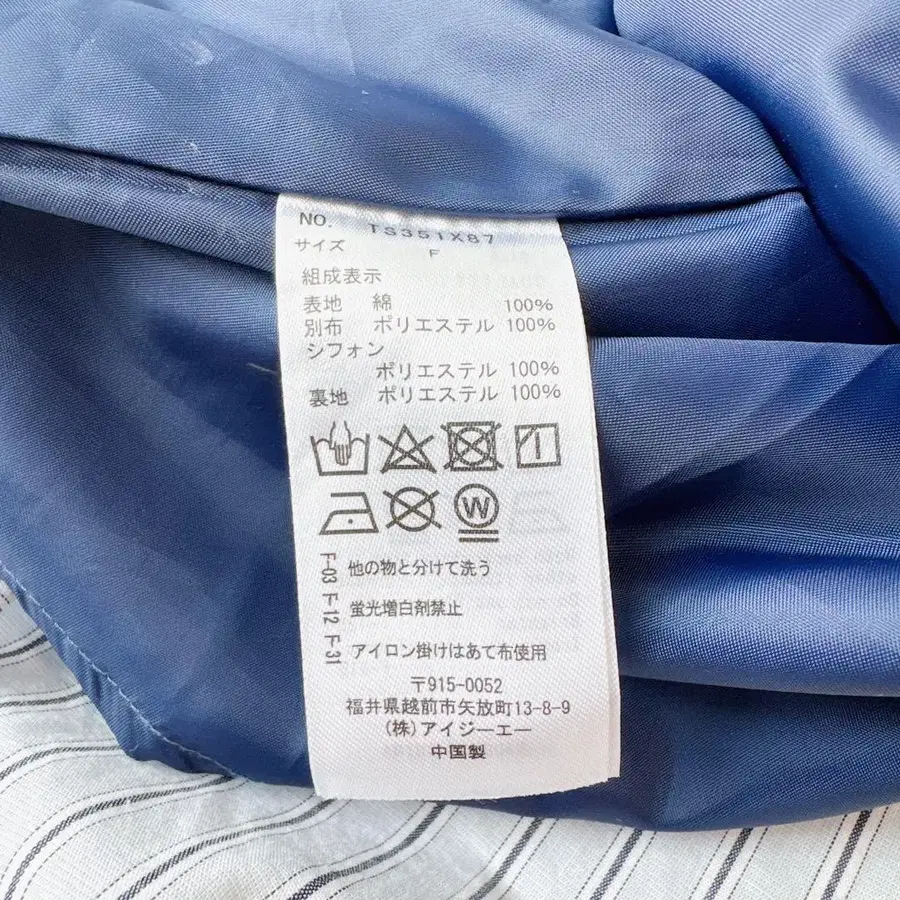 NO. TS351X87
サイズ F
組成表示
表地 綿 100%
別布 ポリエステル 100%
シフォン
ポリエステル 100%
裏地 ポリエステル 100%
W
F-03 他の物と分けて洗う
F-12 蛍光増白剤禁止
F-31 アイロン掛けはあて布使用
〒915-0052
福井県越前市矢放町13-8-9
(株)アイジーエー
中国製